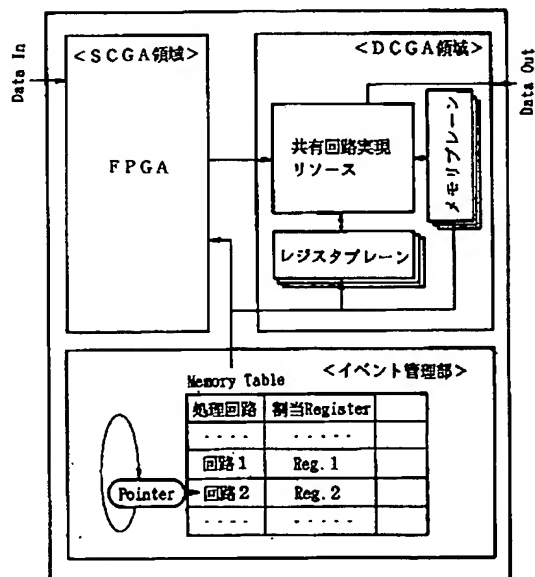 Data In
<SCGA領域>
FPGA
<DCGA領域>
共有回路実現
リソース
メモリプレーン
レジスタプレーン
Data Out
<イベント管理部>
Memory Table
処理回路 割当Register
.... .....
回路1 Reg.1
Pointer 回路2 Reg.2
.... .....